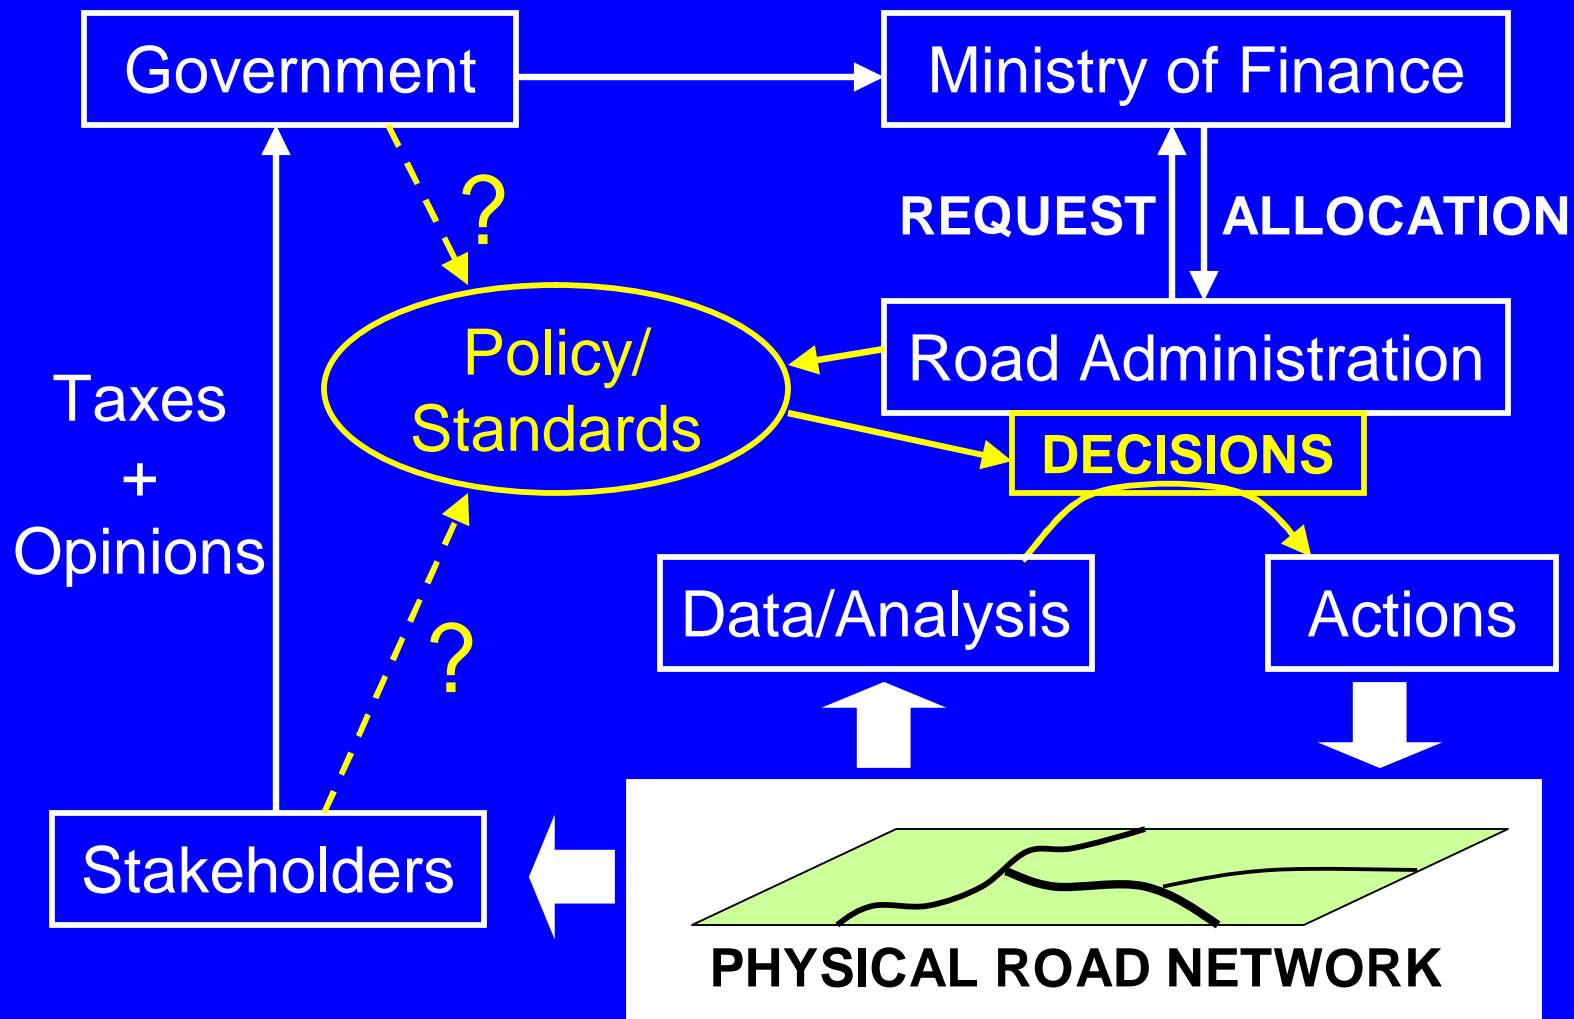 Government
Ministry of Finance
?
REQUEST
ALLOCATION
Policy/
Standards
Road Administration
DECISIONS
Taxes
+
Opinions
Data/Analysis
Actions
?
Stakeholders
PHYSICAL ROAD NETWORK